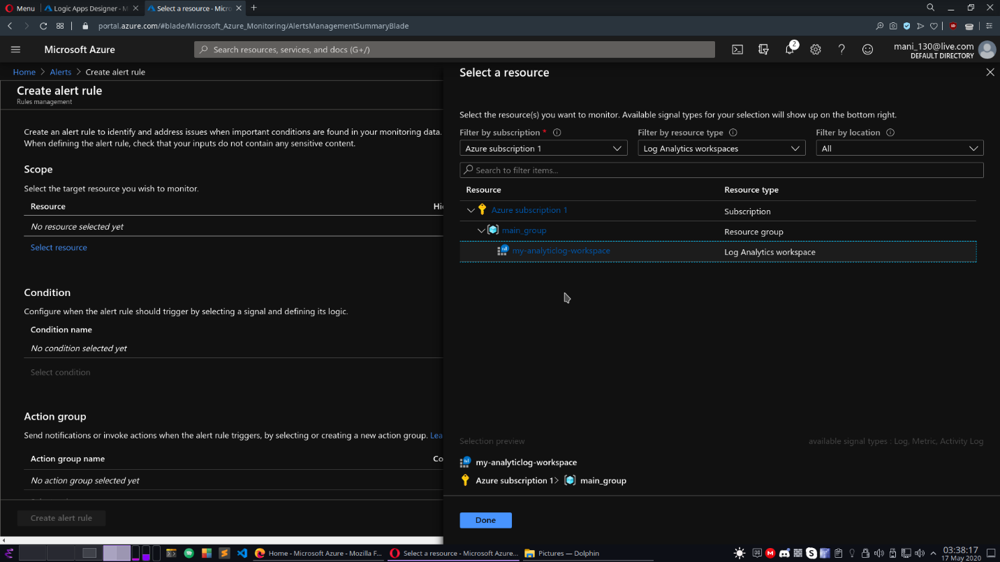 Menu
Logic Apps Designer - M
Select a resource - Micro
portal.azure.com/#blade/Microsoft_Azure_Monitoring/AlertsManagementSummaryBlade
Microsoft Azure
Search resources, services, and docs (G+/)
2
mani_130@live.com
DEFAULT DIRECTORY
Home > Alerts > Create alert rule
Create alert rule
Rules management
Create an alert rule to identify and address issues when important conditions are found in your monitoring data.
When defining the alert rule, check that your inputs do not contain any sensitive content.
Scope
Select the target resource you wish to monitor.
Resource
Hi
No resource selected yet
Select resource
Condition
Configure when the alert rule should trigger by selecting a signal and defining its logic.
Condition name
No condition selected yet
Select condition
Action group
Send notifications or invoke actions when the alert rule triggers, by selecting or creating a new action group. Lea
Action group name
Co
No action group selected yet
Create alert rule
Select a resource
Select the resource(s) you want to monitor. Available signal types for your selection will show up on the bottom right.
Filter by subscription *
Filter by resource type
Filter by location
Azure subscription 1
Log Analytics workspaces
All
Search to filter items...
Resource
Resource type
Azure subscription 1
Subscription
main_group
Resource group
my-analyticlog-workspace
Log Analytics workspace
Selection preview
available signal types : Log, Metric, Activity Log
my-analyticlog-workspace
Azure subscription 1 > main_group
Done
Home - Mozilla F...
Select a resource - Microsoft Azure...
Pictures — Dolphin
03:38:17
17 May 2020